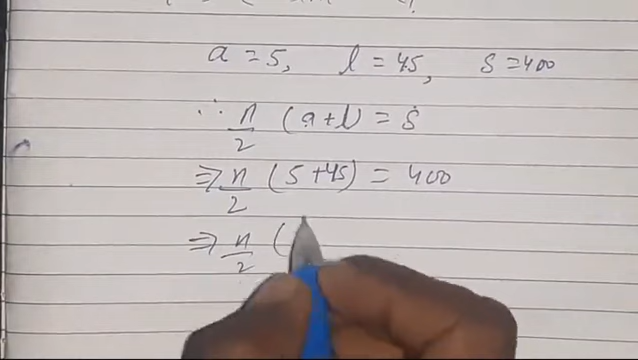 a = 5, l = 45, S = 400
∴ n/2 (a+l) = S
⇒ n/2 (5+45) = 400
⇒ n/2 (